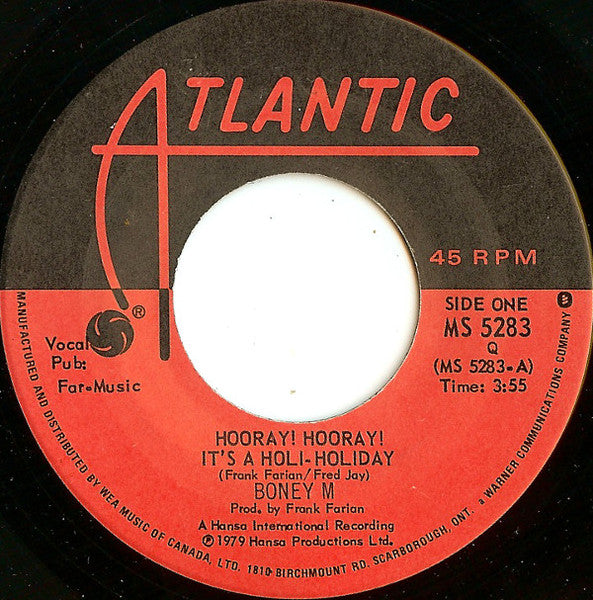 ATLANTIC
®
45 RPM
SIDE ONE
MS 5283
Q
(MS 5283-A)
Time: 3:55
Vocal
Pub:
Far-Music
HOORAY! HOORAY!
IT'S A HOLI-HOLIDAY
(Frank Farian/Fred Jay)
BONEY M
Prod. by Frank Farian
A Hansa International Recording
℗1979 Hansa Productions Ltd.
MANUFACTURED AND DISTRIBUTED BY WEA MUSIC OF CANADA, LTD. 1810 BIRCHMOUNT RD. SCARBOROUGH, ONT. a WARNER COMMUNICATIONS COMPANY